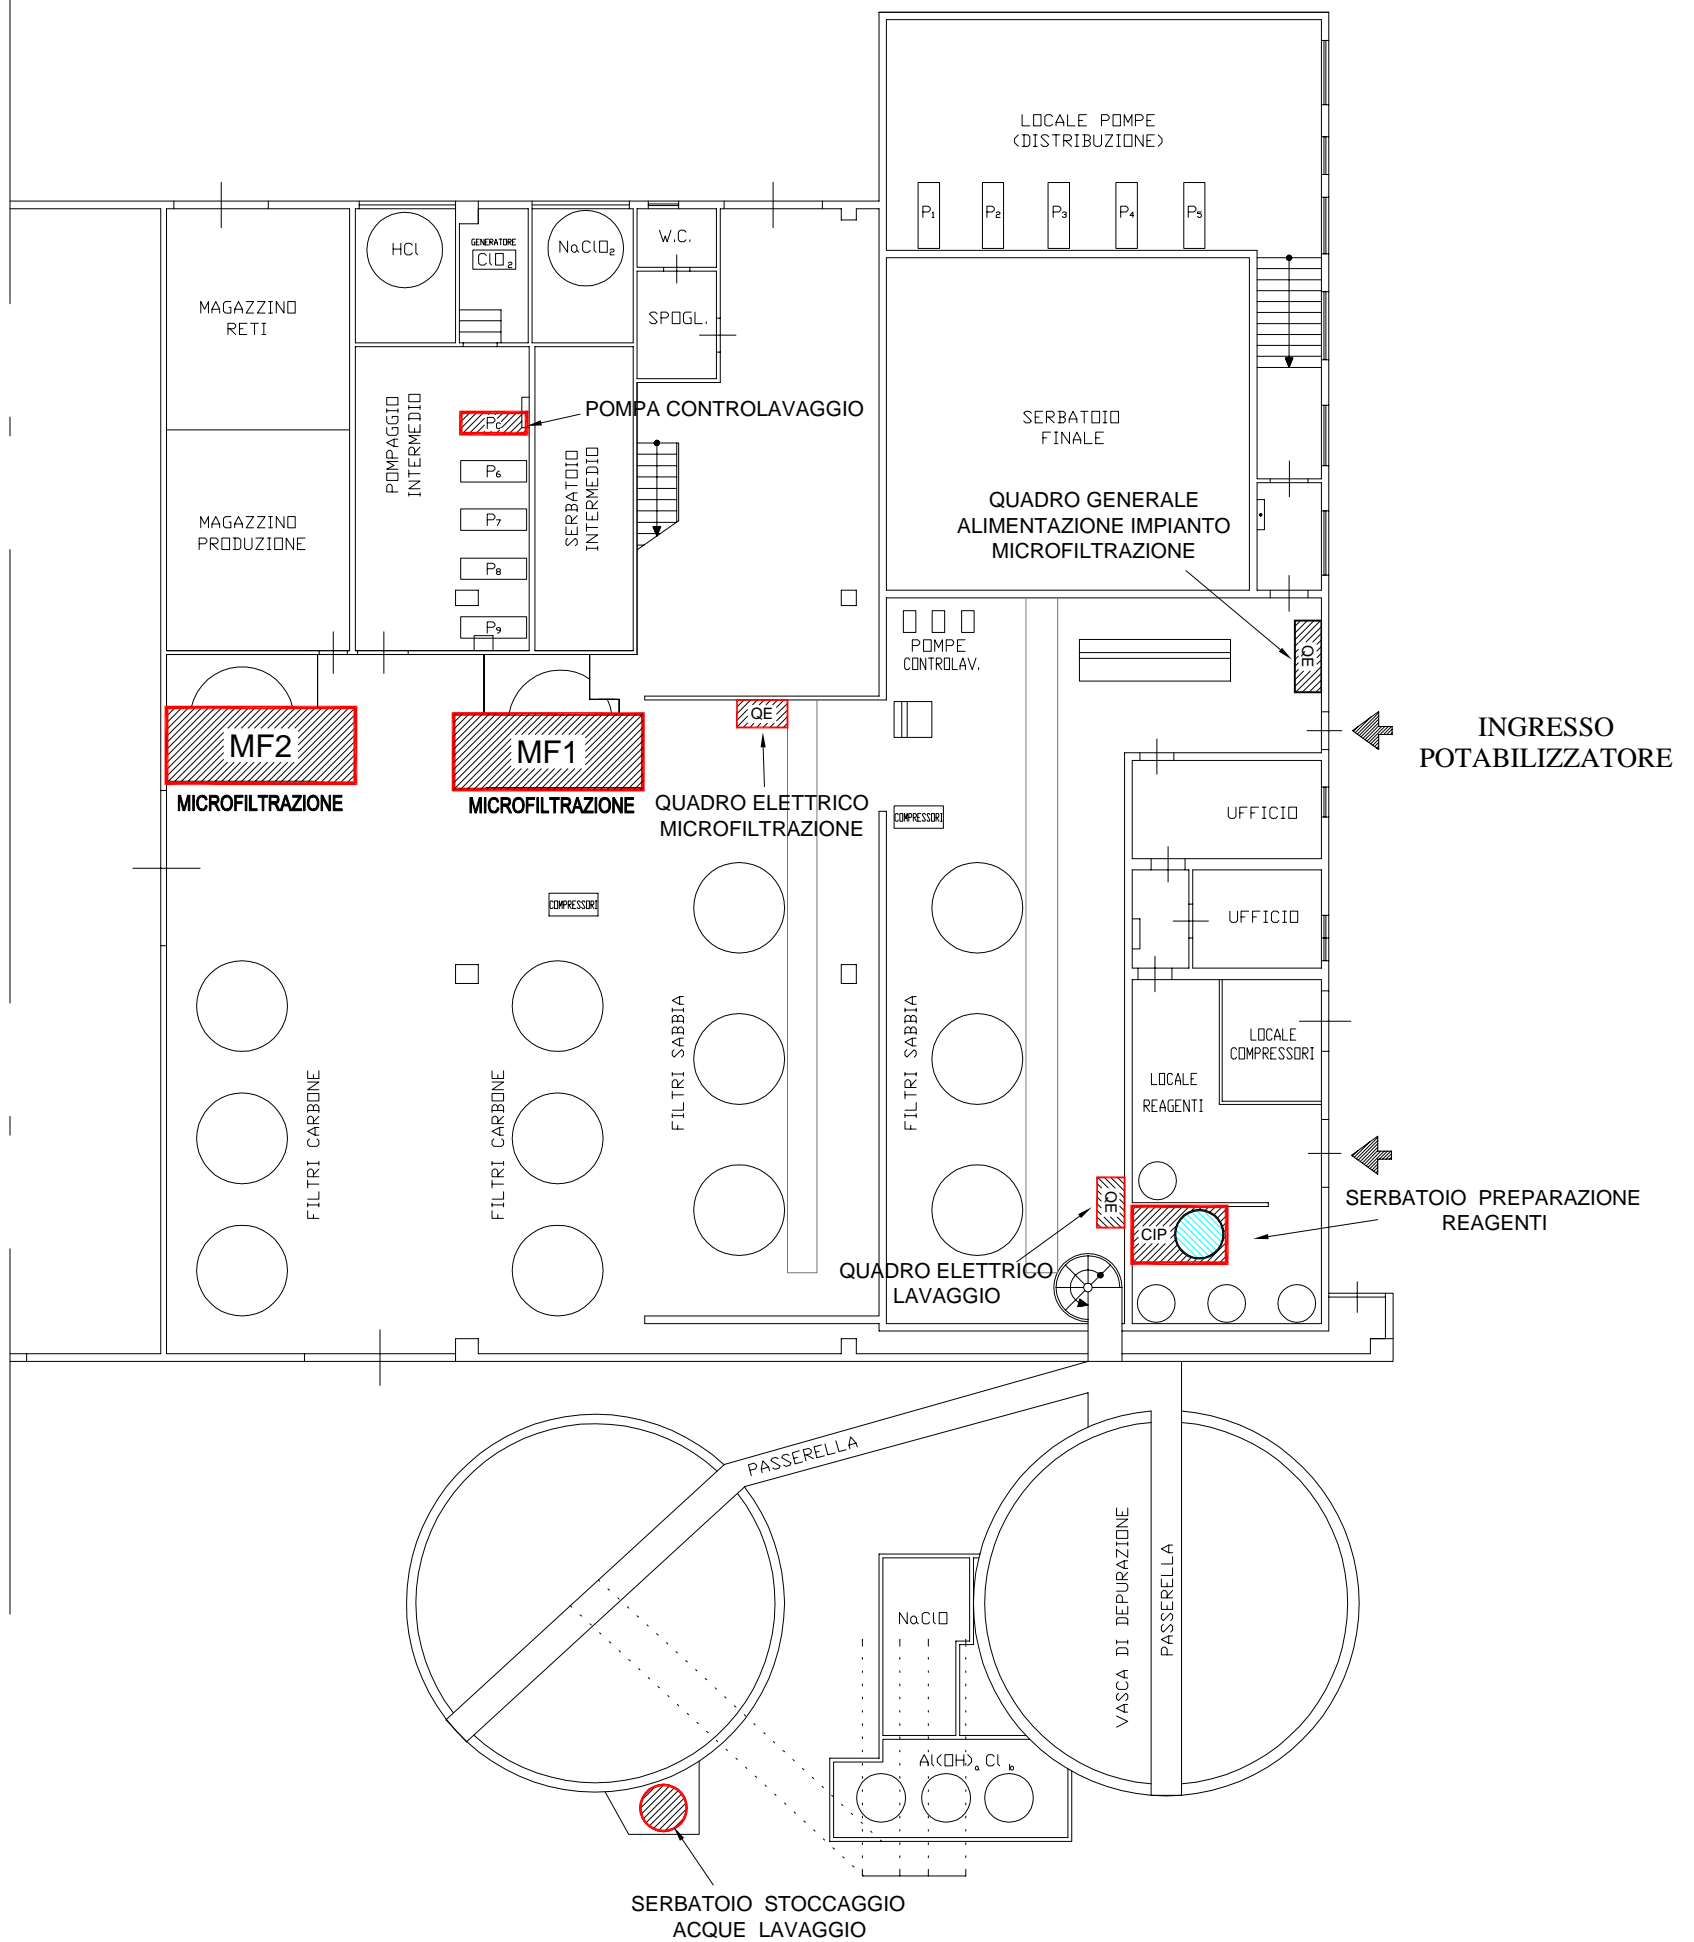 LOCALE POMPE
(DISTRIBUZIONE)
P1
P2
P3
P4
P5
HCl
GENERATORE
ClO2
NaClO2
W.C.
SPOGL.
MAGAZZINO
RETI
POMPAGGIO
INTERMEDIO
Pc
POMPA CONTROLAVAGGIO
P6
P7
P8
P9
SERBATOIO
INTERMEDIO
SERBATOIO
FINALE
MAGAZZINO
PRODUZIONE
QUADRO GENERALE
ALIMENTAZIONE IMPIANTO
MICROFILTRAZIONE
QE
POMPE
CONTROLAV.
MF2
MICROFILTRAZIONE
MF1
MICROFILTRAZIONE
QE
QUADRO ELETTRICO
MICROFILTRAZIONE
INGRESSO
POTABILIZZATORE
COMPRESSORI
UFFICIO
COMPRESSORI
UFFICIO
FILTRI CARBONE
FILTRI CARBONE
FILTRI SABBIA
FILTRI SABBIA
LOCALE
COMPRESSORI
LOCALE
REAGENTI
QE
CIP
SERBATOIO PREPARAZIONE
REAGENTI
QUADRO ELETTRICO
LAVAGGIO
PASSERELLA
VASCA DI DEPURAZIONE
PASSERELLA
NaClO
Al(OH)a Cl b
SERBATOIO STOCCAGGIO
ACQUE LAVAGGIO